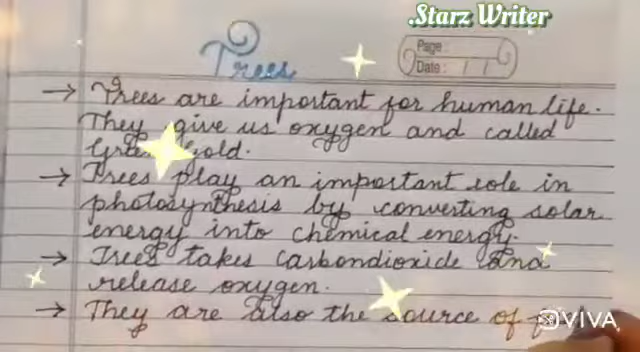 .Starz Writer
Page:
Date: / /
Trees
→ Trees are important for human life.
They give us oxygen and called
Gold.
→ Trees play an important role in
photosynthesis by converting solar
energy into chemical energy.
→ Trees takes carbondioxide and
release oxygen.
→ They are also the source of
VIVA